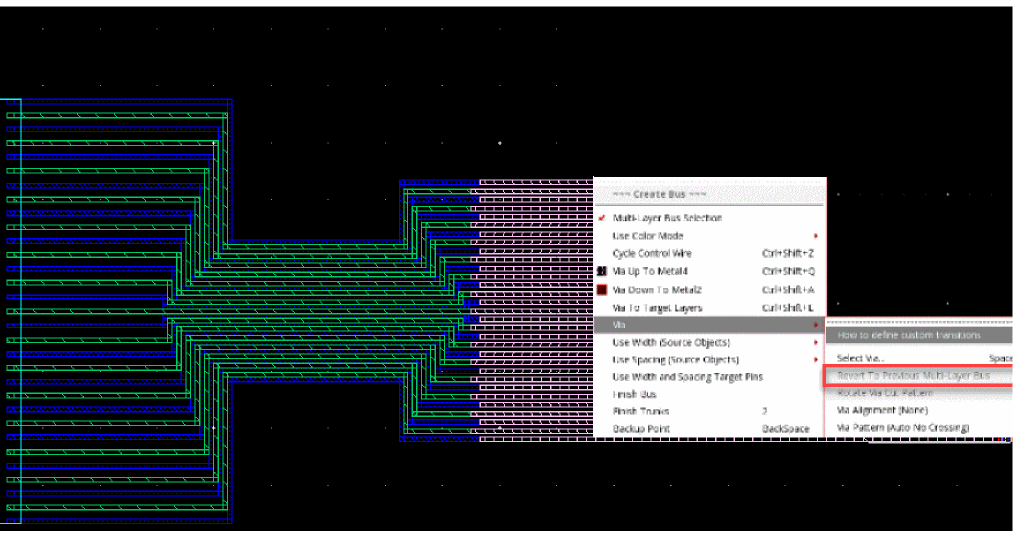 ~~~ Create Bus ~~~
Multi-Layer Bus Selection
Use Color Mode
Cycle Control Wire Ctrl+Shift+Z
Via Up To Metal4 Ctrl+Shift+Q
Via Down To Metal2 Ctrl+Shift+A
Via To Target Layers Ctrl+Shift+L
Via
Use Width (Source Objects)
Use Spacing (Source Objects)
Use Width and Spacing Target Pins
Finish Bus
Finish Trunks 2
Backup Point BackSpace
How to define custom transitions
Select Via.. Space
Revert To Previous Multi-Layer Bus
Rotate Via Cut Pattern
Via Alignment (None)
Via Pattern (Auto No Crossing)